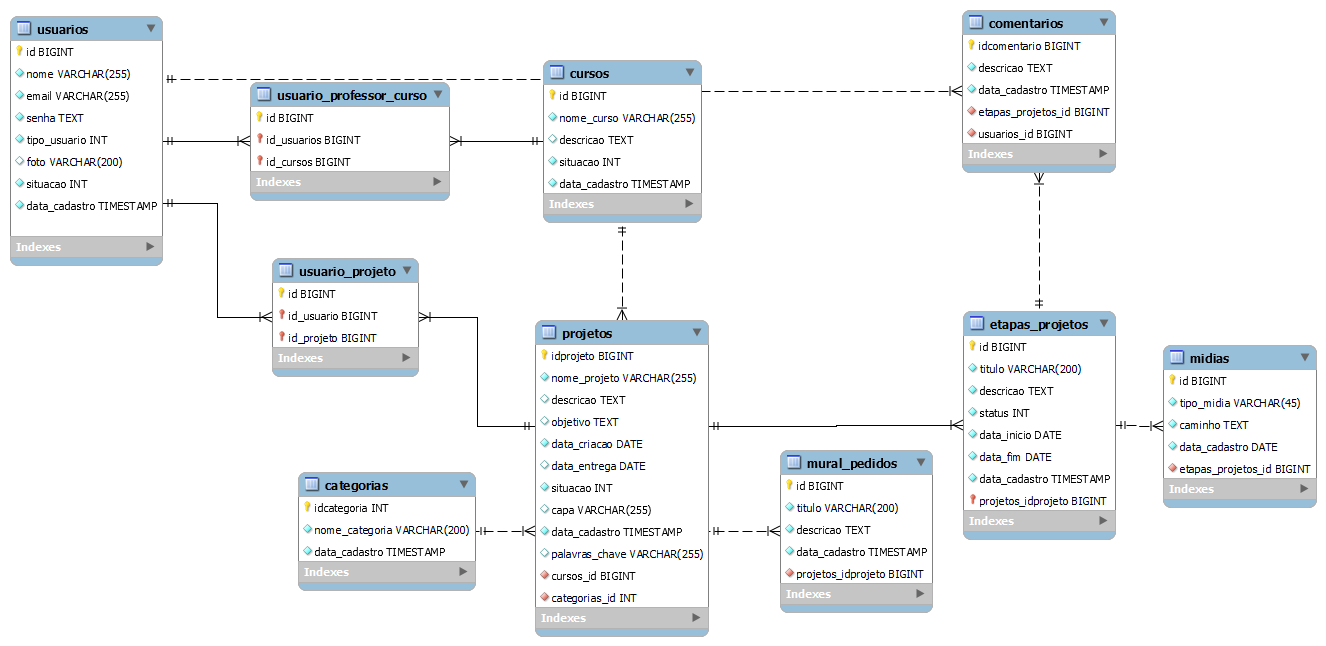 usuarios
id BIGINT
nome VARCHAR(255)
email VARCHAR(255)
senha TEXT
tipo_usuario INT
foto VARCHAR(200)
situacao INT
data_cadastro TIMESTAMP
Indexes
usuario_professor_curso
id BIGINT
id_usuarios BIGINT
id_cursos BIGINT
Indexes
cursos
id BIGINT
nome_curso VARCHAR(255)
descricao TEXT
situacao INT
data_cadastro TIMESTAMP
Indexes
comentarios
idcomentario BIGINT
descricao TEXT
data_cadastro TIMESTAMP
etapas_projetos_id BIGINT
usuarios_id BIGINT
Indexes
usuario_projeto
id BIGINT
id_usuario BIGINT
id_projeto BIGINT
Indexes
projetos
idprojeto BIGINT
nome_projeto VARCHAR(255)
descricao TEXT
objetivo TEXT
data_criacao DATE
data_entrega DATE
situacao INT
capa VARCHAR(255)
data_cadastro TIMESTAMP
palavras_chave VARCHAR(255)
cursos_id BIGINT
categorias_id INT
Indexes
etapas_projetos
id BIGINT
titulo VARCHAR(200)
descricao TEXT
status INT
data_inicio DATE
data_fim DATE
data_cadastro TIMESTAMP
projetos_idprojeto BIGINT
Indexes
midias
id BIGINT
tipo_midia VARCHAR(45)
caminho TEXT
data_cadastro DATE
etapas_projetos_id BIGINT
Indexes
categorias
idcategoria INT
nome_categoria VARCHAR(200)
data_cadastro TIMESTAMP
Indexes
mural_pedidos
id BIGINT
titulo VARCHAR(200)
descricao TEXT
data_cadastro TIMESTAMP
projetos_idprojeto BIGINT
Indexes